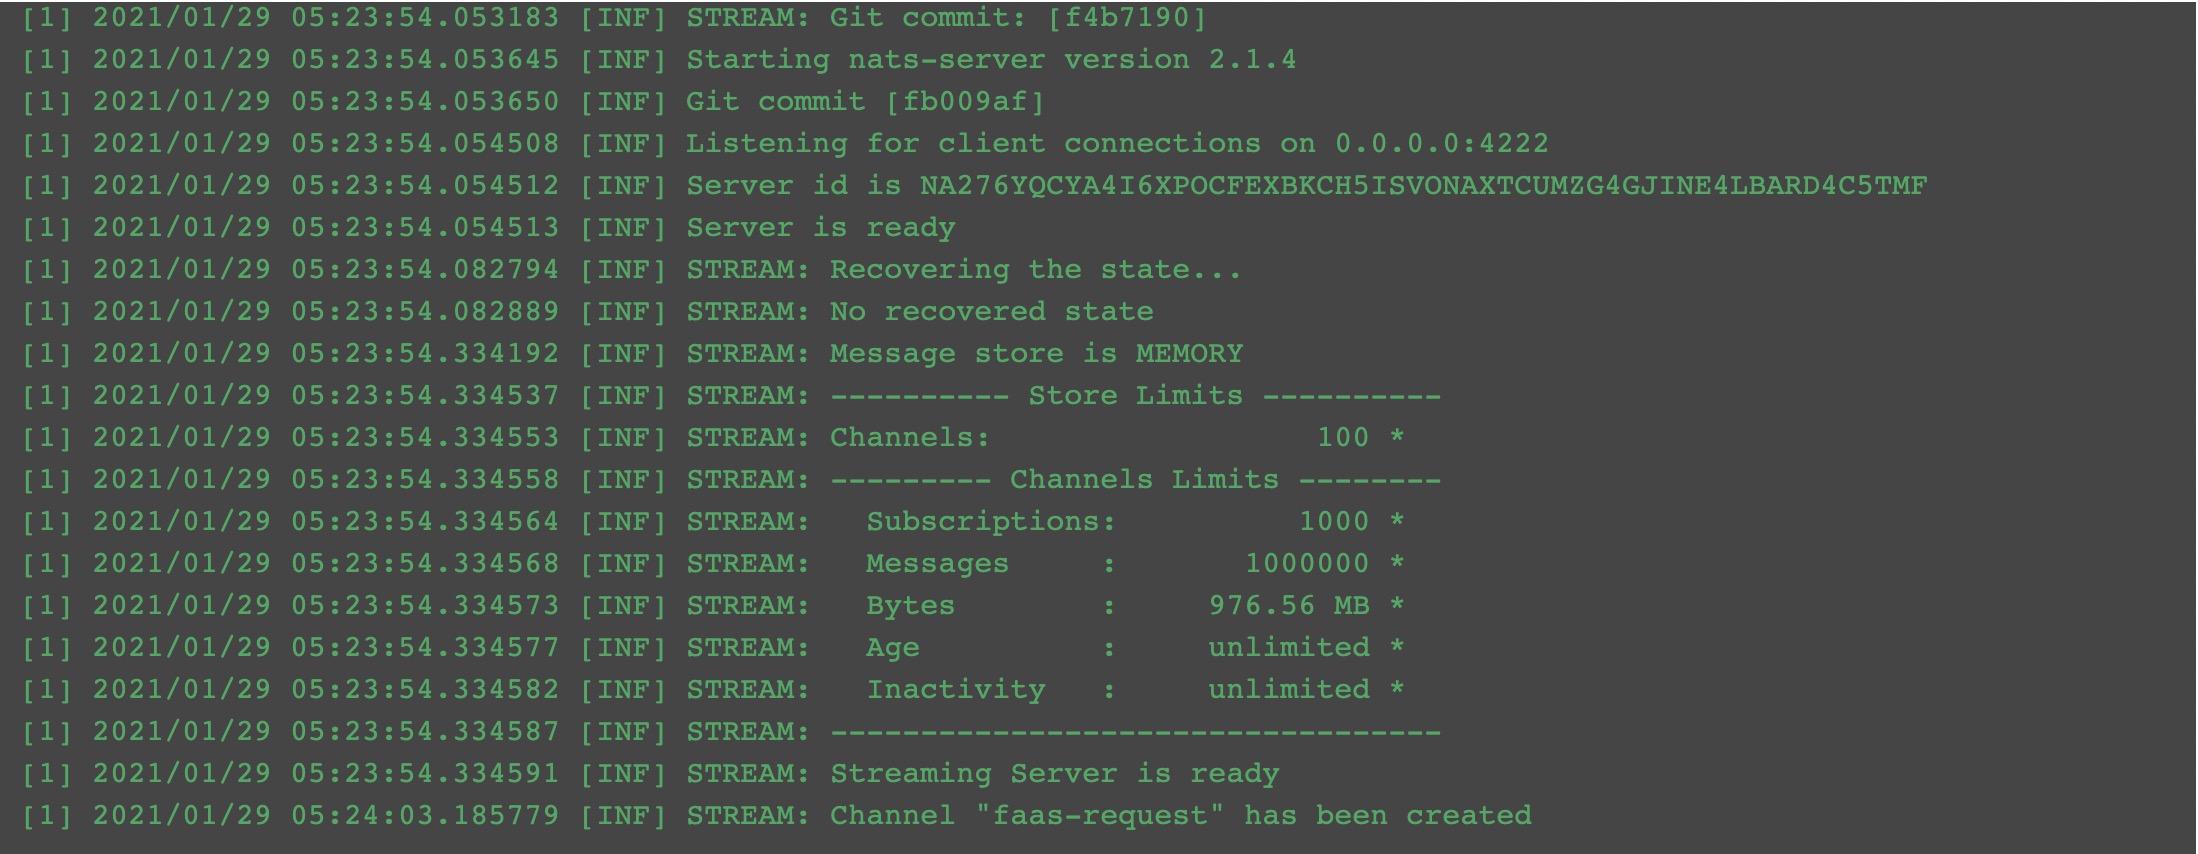 [1] 2021/01/29 05:23:54.053183 [INF] STREAM: Git commit: [f4b7190]
[1] 2021/01/29 05:23:54.053645 [INF] Starting nats-server version 2.1.4
[1] 2021/01/29 05:23:54.053650 [INF] Git commit [fb009af]
[1] 2021/01/29 05:23:54.054508 [INF] Listening for client connections on 0.0.0.0:4222
[1] 2021/01/29 05:23:54.054512 [INF] Server id is NA276YQCYA4I6XPOCFEXBKCH5ISVONAXTCUMZG4GJINE4LBARD4C5TMF
[1] 2021/01/29 05:23:54.054513 [INF] Server is ready
[1] 2021/01/29 05:23:54.082794 [INF] STREAM: Recovering the state...
[1] 2021/01/29 05:23:54.082889 [INF] STREAM: No recovered state
[1] 2021/01/29 05:23:54.334192 [INF] STREAM: Message store is MEMORY
[1] 2021/01/29 05:23:54.334537 [INF] STREAM: ---------- Store Limits ----------
[1] 2021/01/29 05:23:54.334553 [INF] STREAM: Channels:                  100 *
[1] 2021/01/29 05:23:54.334558 [INF] STREAM: --------- Channels Limits --------
[1] 2021/01/29 05:23:54.334564 [INF] STREAM:   Subscriptions:          1000 *
[1] 2021/01/29 05:23:54.334568 [INF] STREAM:   Messages     :       1000000 *
[1] 2021/01/29 05:23:54.334573 [INF] STREAM:   Bytes        :     976.56 MB *
[1] 2021/01/29 05:23:54.334577 [INF] STREAM:   Age          :     unlimited *
[1] 2021/01/29 05:23:54.334582 [INF] STREAM:   Inactivity   :     unlimited *
[1] 2021/01/29 05:23:54.334587 [INF] STREAM: ----------------------------------
[1] 2021/01/29 05:23:54.334591 [INF] STREAM: Streaming Server is ready
[1] 2021/01/29 05:24:03.185779 [INF] STREAM: Channel "faas-request" has been created